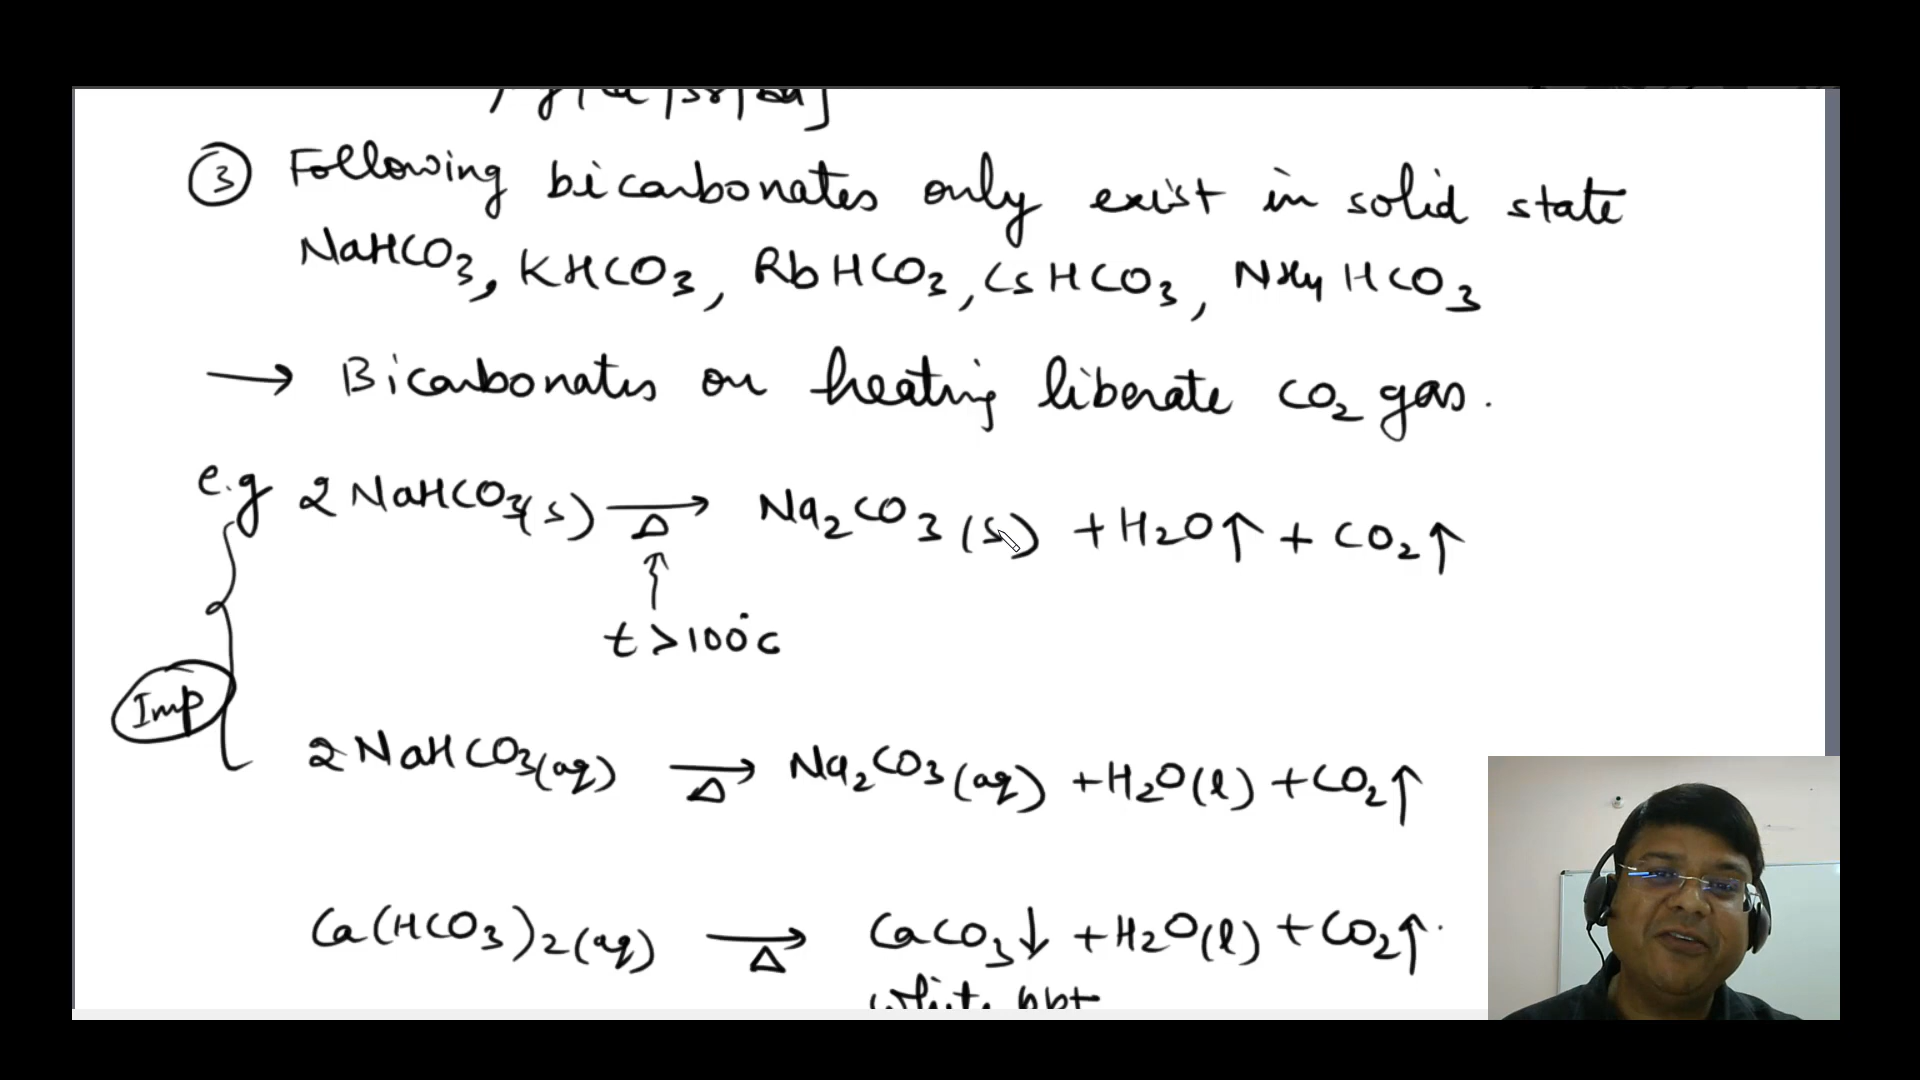 ③ Following bicarbonates only exist in solid state
NaHCO₃, KHCO₃, RbHCO₃, CsHCO₃, NH₄HCO₃
→ Bicarbonates on heating liberate CO₂ gas.
e.g 2NaHCO₃(s) →Δ Na₂CO₃(s) + H₂O↑ + CO₂↑
t > 100°C
Imp
2NaHCO₃(aq) →Δ Na₂CO₃(aq) + H₂O(l) + CO₂↑
Ca(HCO₃)₂(aq) →Δ CaCO₃↓ + H₂O(l) + CO₂↑.
white ppt